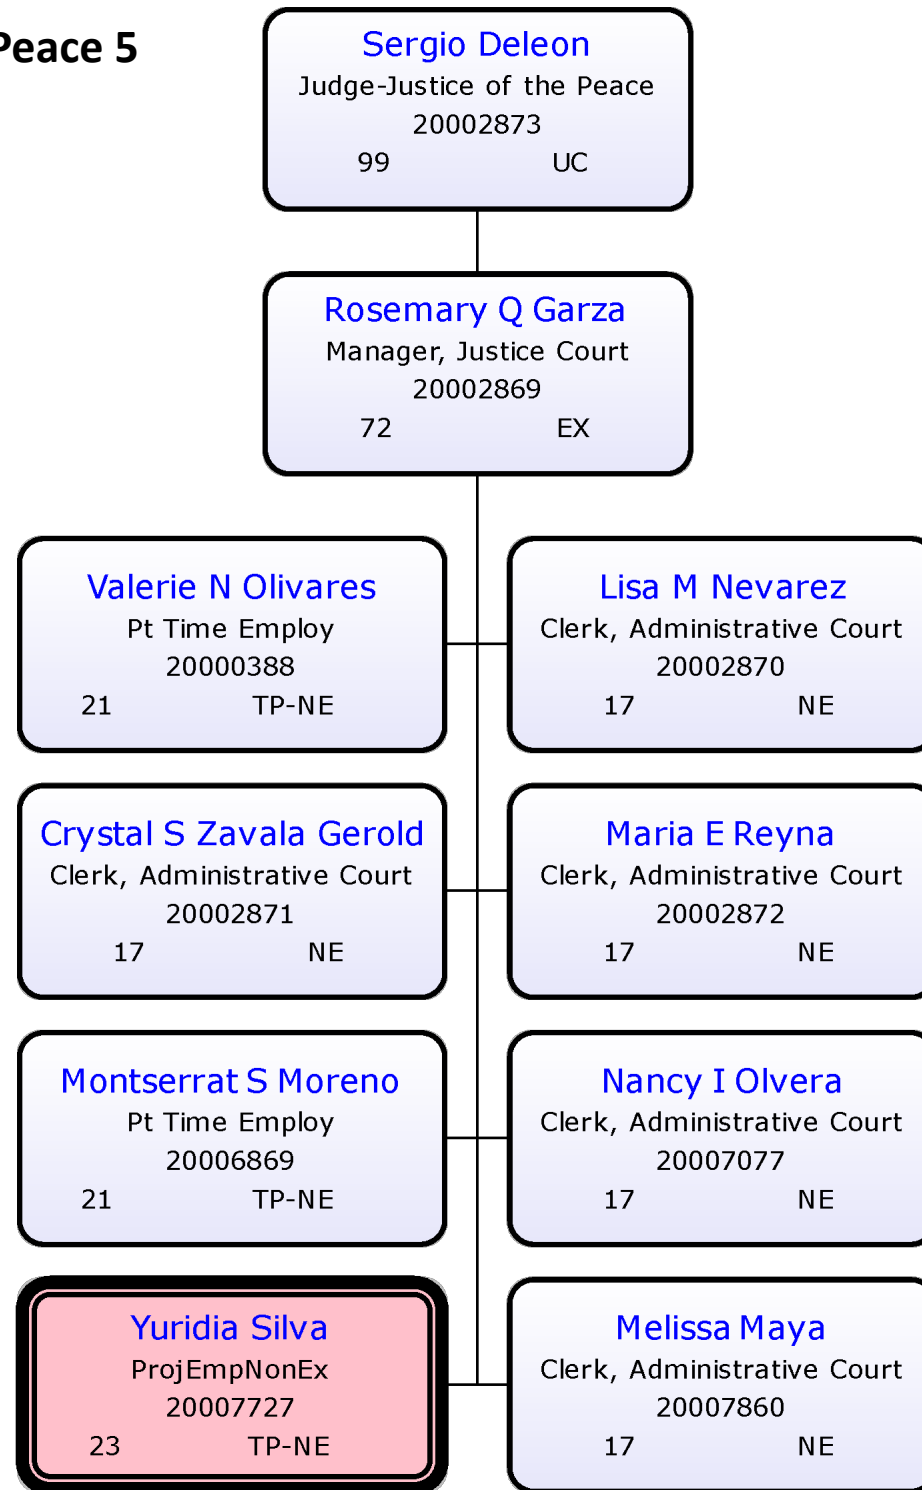 Peace 5
Sergio Deleon
Judge-Justice of the Peace
20002873
99 UC
Rosemary Q Garza
Manager, Justice Court
20002869
72 EX
Valerie N Olivares
Pt Time Employ
20000388
21 TP-NE
Lisa M Nevarez
Clerk, Administrative Court
20002870
17 NE
Crystal S Zavala Gerold
Clerk, Administrative Court
20002871
17 NE
Maria E Reyna
Clerk, Administrative Court
20002872
17 NE
Montserrat S Moreno
Pt Time Employ
20006869
21 TP-NE
Nancy I Olvera
Clerk, Administrative Court
20007077
17 NE
Yuridia Silva
ProjEmpNonEx
20007727
23 TP-NE
Melissa Maya
Clerk, Administrative Court
20007860
17 NE